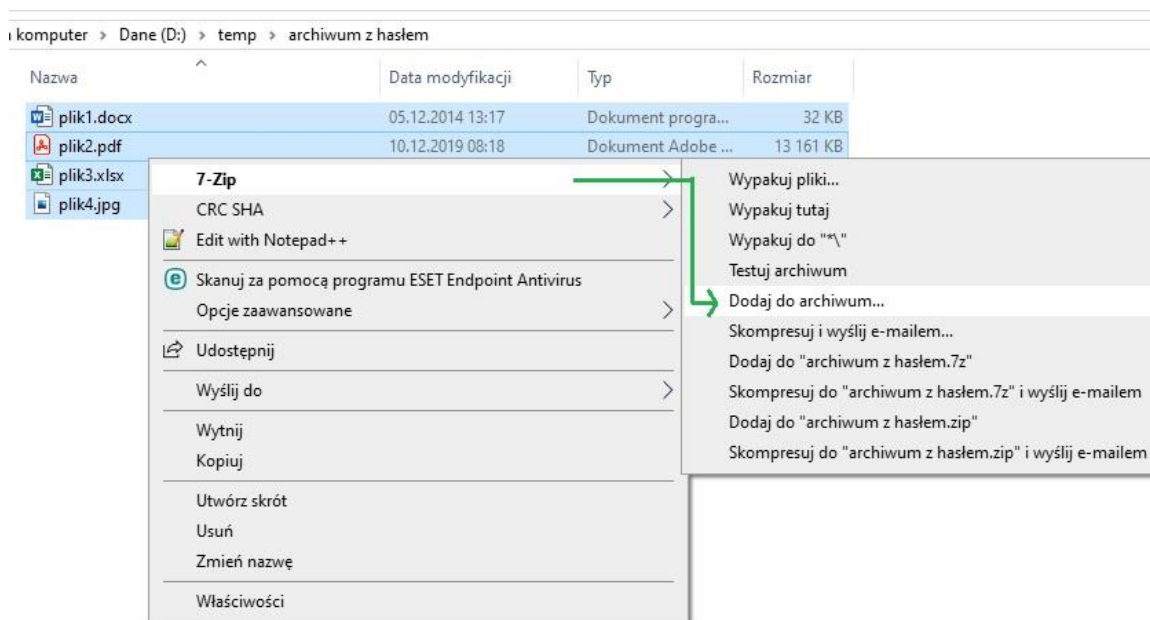 komputer > Dane (D:) > temp > archiwum z hasłem
Nazwa Data modyfikacji Typ Rozmiar
plik1.docx 05.12.2014 13:17 Dokument progra... 32 KB
plik2.pdf 10.12.2019 08:18 Dokument Adobe ... 13 161 KB
plik3.xlsx
plik4.jpg
7-Zip
CRC SHA
Edit with Notepad++
Skanuj za pomocą programu ESET Endpoint Antivirus
Opcje zaawansowane
Udostępnij
Wyślij do
Wytnij
Kopiuj
Utwórz skrót
Usuń
Zmień nazwę
Właściwości
Wypakuj pliki...
Wypakuj tutaj
Wypakuj do "*\"
Testuj archiwum
Dodaj do archiwum...
Skompresuj i wyślij e-mailem...
Dodaj do "archiwum z hasłem.7z"
Skompresuj do "archiwum z hasłem.7z" i wyślij e-mailem
Dodaj do "archiwum z hasłem.zip"
Skompresuj do "archiwum z hasłem.zip" i wyślij e-mailem